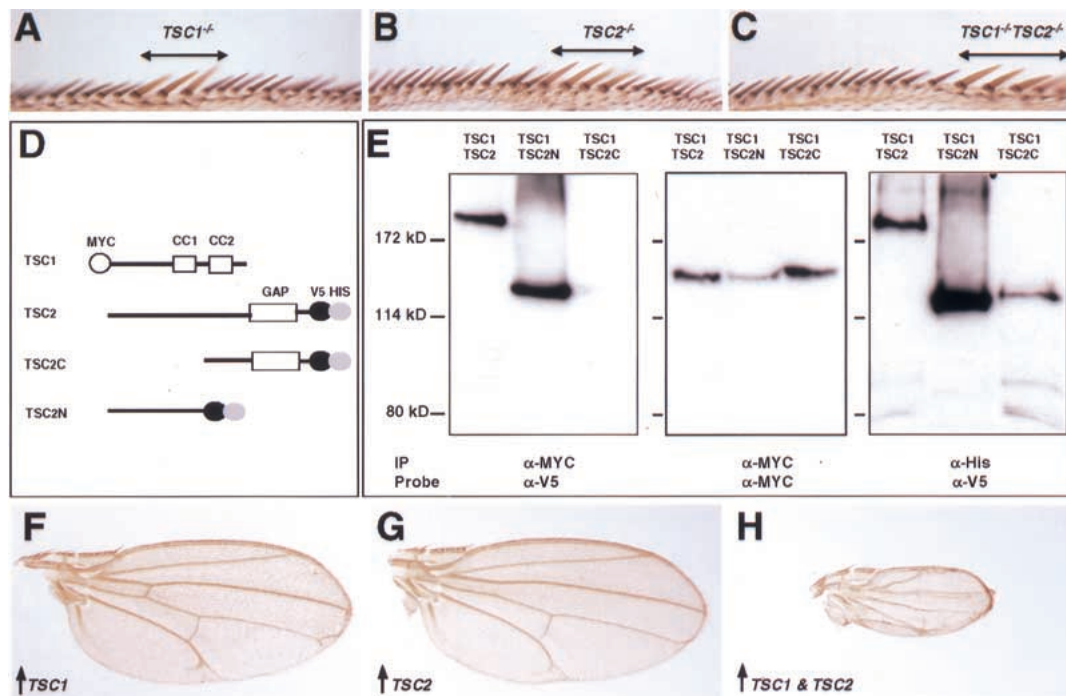 A TSC1-/-
B TSC2-/-
C TSC1-/-TSC2-/-
D
MYC CC1 CC2
TSC1
GAP V5 HIS
TSC2
TSC2C
TSC2N
E
TSC1 TSC1 TSC1
TSC2 TSC2N TSC2C
TSC1 TSC1 TSC1
TSC2 TSC2N TSC2C
TSC1 TSC1 TSC1
TSC2 TSC2N TSC2C
172 kD
114 kD
80 kD
IP α-MYC α-MYC α-His
Probe α-V5 α-MYC α-V5
F
TSC1
G
TSC2
H
TSC1 & TSC2